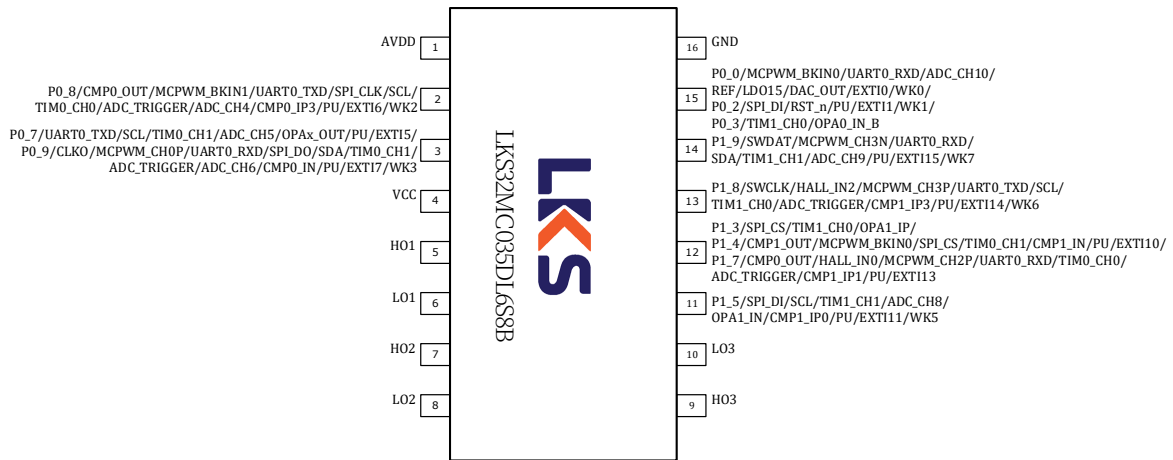 AVDD
1
P0_8/CMP0_OUT/MCPWM_BKIN1/UART0_TXD/SPI_CLK/SCL/
TIM0_CH0/ADC_TRIGGER/ADC_CH4/CMP0_IP3/PU/EXTI6/WK2
2
P0_7/UART0_TXD/SCL/TIM0_CH1/ADC_CH5/OPAx_OUT/PU/EXTI5/
P0_9/CLKO/MCPWM_CH0P/UART0_RXD/SPI_DO/SDA/TIM0_CH1/
ADC_TRIGGER/ADC_CH6/CMP0_IN/PU/EXTI7/WK3
3
VCC
4
HO1
5
LO1
6
HO2
7
LO2
8
LKS32MC035DL6S8B
LKS
16
GND
P0_0/MCPWM_BKIN0/UART0_RXD/ADC_CH10/
REF/LDO15/DAC_OUT/EXTI0/WK0/
P0_2/SPI_DI/RST_n/PU/EXTI1/WK1/
P0_3/TIM1_CH0/OPA0_IN_B
15
P1_9/SWDAT/MCPWM_CH3N/UART0_RXD/
SDA/TIM1_CH1/ADC_CH9/PU/EXTI15/WK7
14
P1_8/SWCLK/HALL_IN2/MCPWM_CH3P/UART0_TXD/SCL/
TIM1_CH0/ADC_TRIGGER/CMP1_IP3/PU/EXTI14/WK6
13
P1_3/SPI_CS/TIM1_CH0/OPA1_IP/
P1_4/CMP1_OUT/MCPWM_BKIN0/SPI_CS/TIM0_CH1/CMP1_IN/PU/EXTI10/
P1_7/CMP0_OUT/HALL_IN0/MCPWM_CH2P/UART0_RXD/TIM0_CH0/
ADC_TRIGGER/CMP1_IP1/PU/EXTI13
12
P1_5/SPI_DI/SCL/TIM1_CH1/ADC_CH8/
OPA1_IN/CMP1_IP0/PU/EXTI11/WK5
11
10
LO3
9
HO3